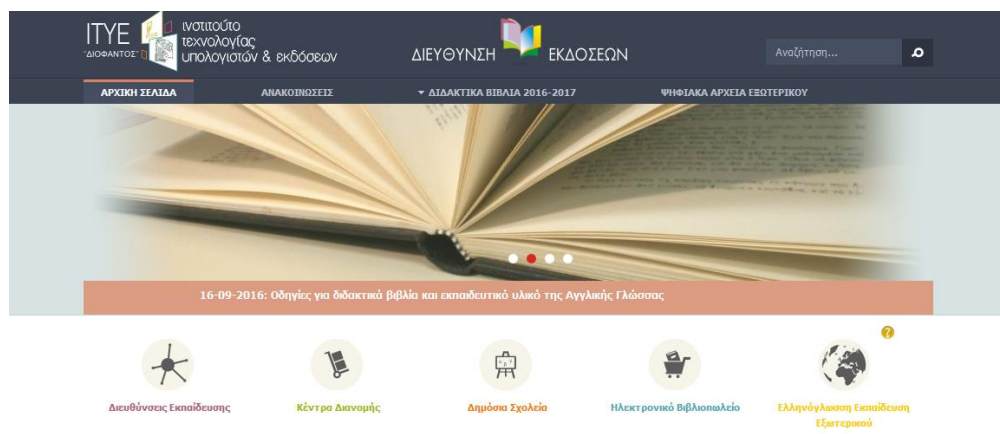 ΙΤΥΕ
"ΔΙΟΦΑΝΤΟΣ"
ινστιτούτο
τεχνολογίας
υπολογιστών & εκδόσεων
ΔΙΕΥΘΥΝΣΗ ΕΚΔΟΣΕΩΝ
Αναζήτηση...
ΑΡΧΙΚΗ ΣΕΛΙΔΑ ΑΝΑΚΟΙΝΩΣΕΙΣ ΔΙΔΑΚΤΙΚΑ ΒΙΒΛΙΑ 2016-2017 ΨΗΦΙΑΚΑ ΑΡΧΕΙΑ ΕΞΩΤΕΡΙΚΟΥ
16-09-2016: Οδηγίες για διδακτικά βιβλία και εκπαιδευτικό υλικό της Αγγλικής Γλώσσας
?
Διευθύνσεις Εκπαίδευσης Κέντρα Διανομής Δημόσια Σχολεία Ηλεκτρονικό Βιβλιοπωλείο Ελληνόγλωσση Εκπαίδευση
Εξωτερικού